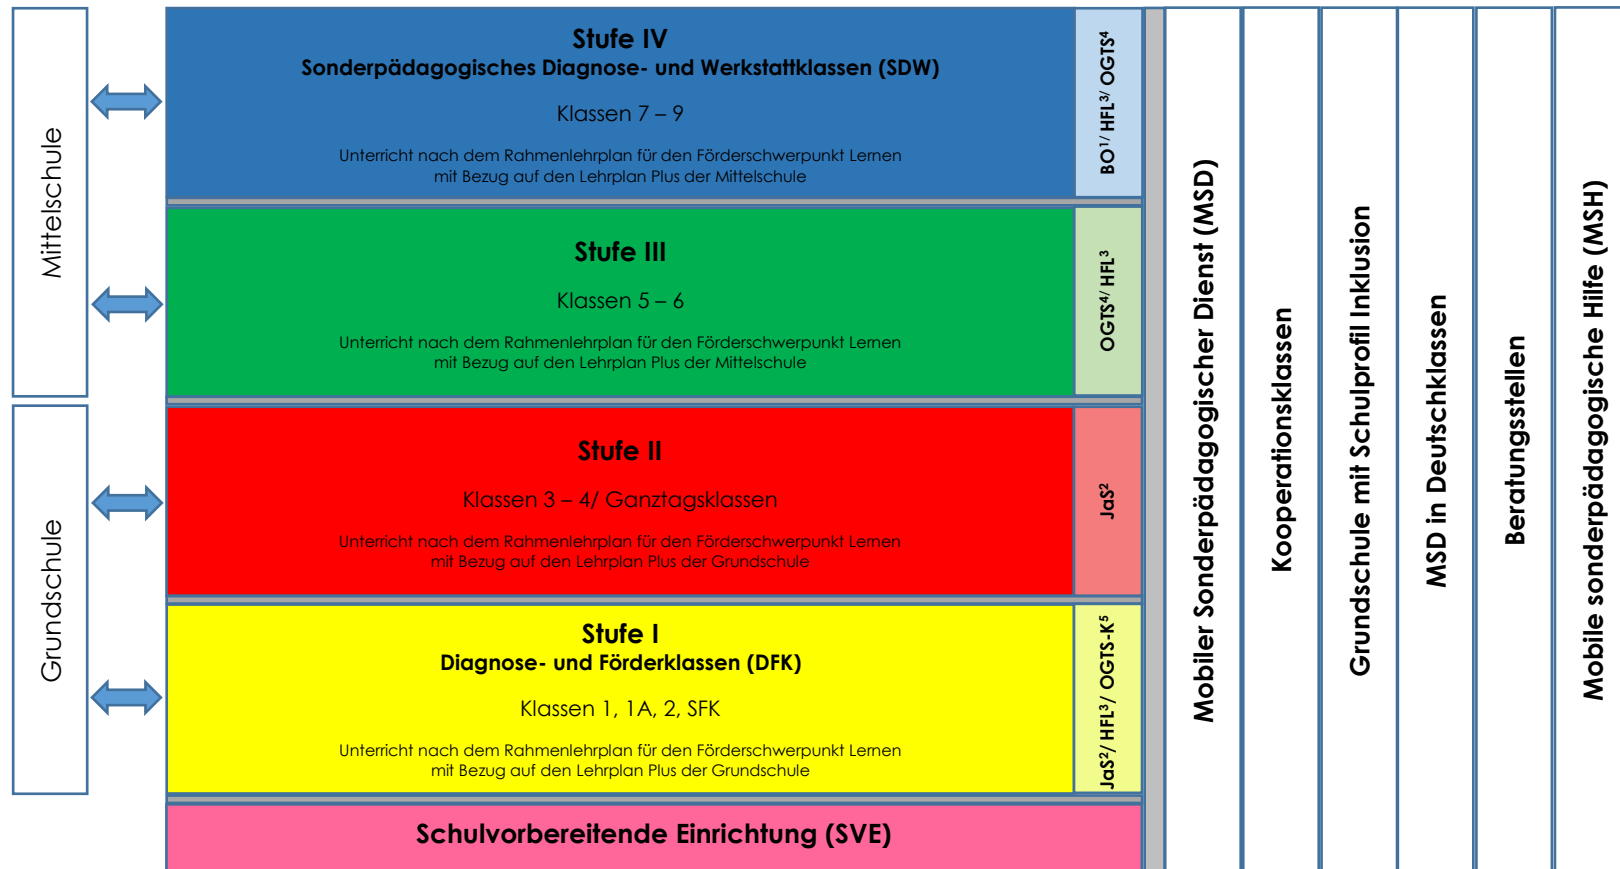 Mittelschule
Grundschule
Stufe IV
Sonderpädagogisches Diagnose- und Werkstattklassen (SDW)
Klassen 7 – 9
Unterricht nach dem Rahmenlehrplan für den Förderschwerpunkt Lernen
mit Bezug auf den Lehrplan Plus der Mittelschule
BO¹/ HFL³/ OGTS⁴
Stufe III
Klassen 5 – 6
Unterricht nach dem Rahmenlehrplan für den Förderschwerpunkt Lernen
mit Bezug auf den Lehrplan Plus der Mittelschule
OGTS⁴/ HFL³
Stufe II
Klassen 3 – 4/ Ganztagsklassen
Unterricht nach dem Rahmenlehrplan für den Förderschwerpunkt Lernen
mit Bezug auf den Lehrplan Plus der Grundschule
JaS²
Stufe I
Diagnose- und Förderklassen (DFK)
Klassen 1, 1A, 2, SFK
Unterricht nach dem Rahmenlehrplan für den Förderschwerpunkt Lernen
mit Bezug auf den Lehrplan Plus der Grundschule
JaS²/ HFL³/ OGTS-K⁵
Schulvorbereitende Einrichtung (SVE)
Mobiler Sonderpädagogischer Dienst (MSD)
Kooperationsklassen
Grundschule mit Schulprofil Inklusion
MSD in Deutschklassen
Beratungsstellen
Mobile sonderpädagogische Hilfe (MSH)